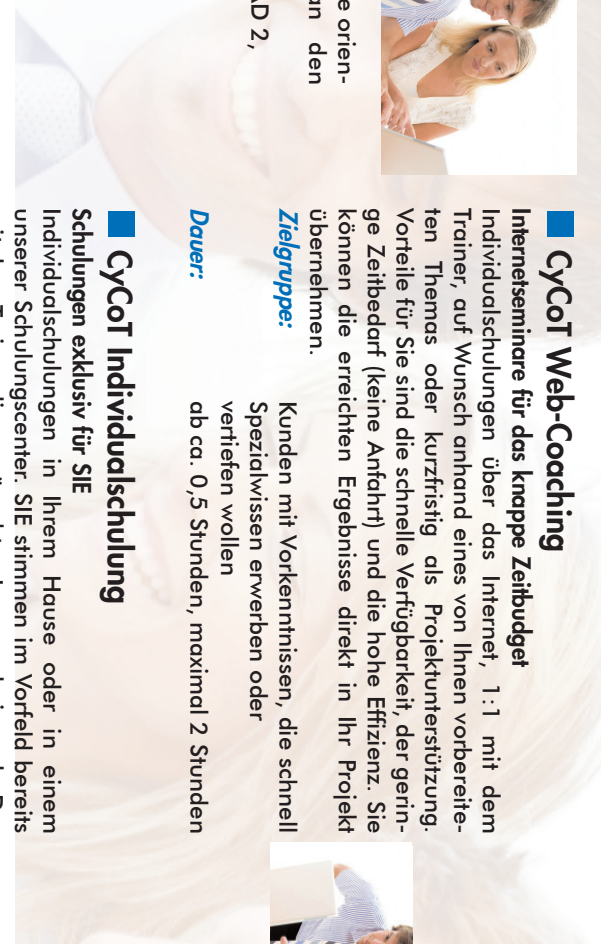 e orien-
an den
AD 2,
CyCoT Web-Coaching
Internetseminare für das knappe Zeitbudget
Individualschulungen über das Internet, 1:1 mit dem
Trainer, auf Wunsch anhand eines von Ihnen vorbereite-
ten Themas oder kurzfristig als Projektunterstützung.
Vorteile für Sie sind die schnelle Verfügbarkeit, der gerin-
ge Zeitbedarf (keine Anfahrt) und die hohe Effizienz. Sie
können die erreichten Ergebnisse direkt in Ihr Projekt
übernehmen.
Zielgruppe: Kunden mit Vorkenntnissen, die schnell
Spezialwissen erwerben oder
vertiefen wollen
Dauer: ab ca. 0,5 Stunden, maximal 2 Stunden
CyCoT Individualschulung
Schulungen exklusiv für SIE
Individualschulungen in Ihrem Hause oder in einem
unserer Schulungscenter. SIE stimmen im Vorfeld bereits